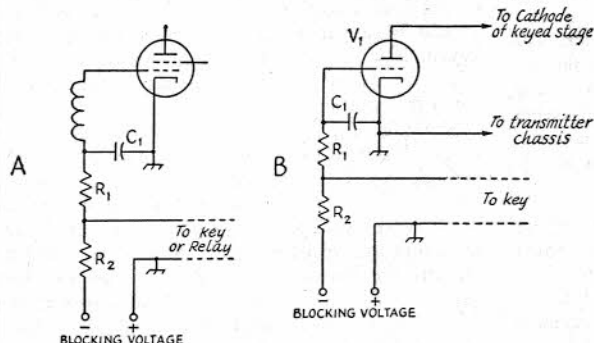 C1
R1
A
To key
or Relay
R2
−
+
BLOCKING VOLTAGE
V1
To Cathode
of keyed stage
C1
To transmitter
chassis
B
R1
To key
R2
−
+
BLOCKING VOLTAGE